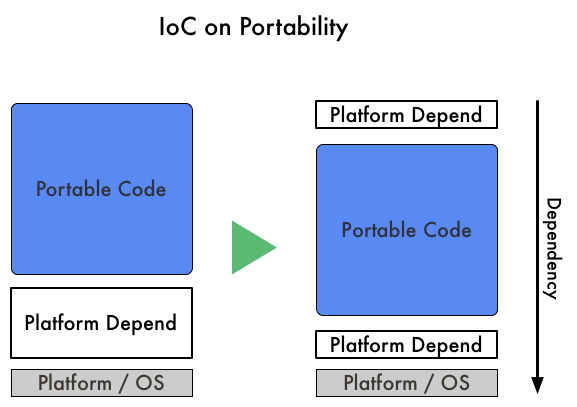 IoC on Portability
Portable Code
Platform Depend
Platform / OS
Platform Depend
Portable Code
Platform Depend
Platform / OS
Dependency